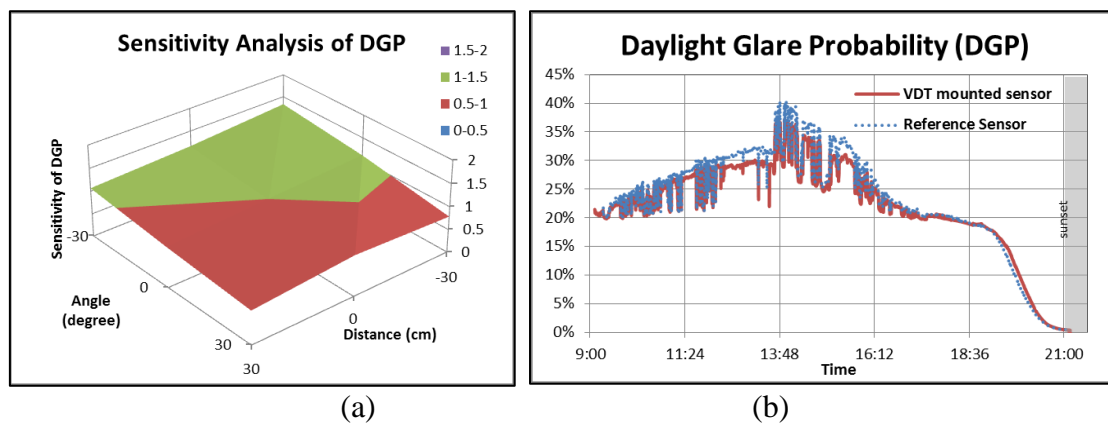 Sensitivity Analysis of DGP
1.5-2
1-1.5
0.5-1
0-0.5
Sensitivity of DGP
2
1.5
1
0.5
0
-30
0
30
Angle
(degree)
-30
0
30
Distance (cm)
(a)
Daylight Glare Probability (DGP)
45%
40%
35%
30%
25%
20%
15%
10%
5%
0%
VDT mounted sensor
Reference Sensor
sunset
9:00
11:24
13:48
16:12
18:36
21:00
Time
(b)